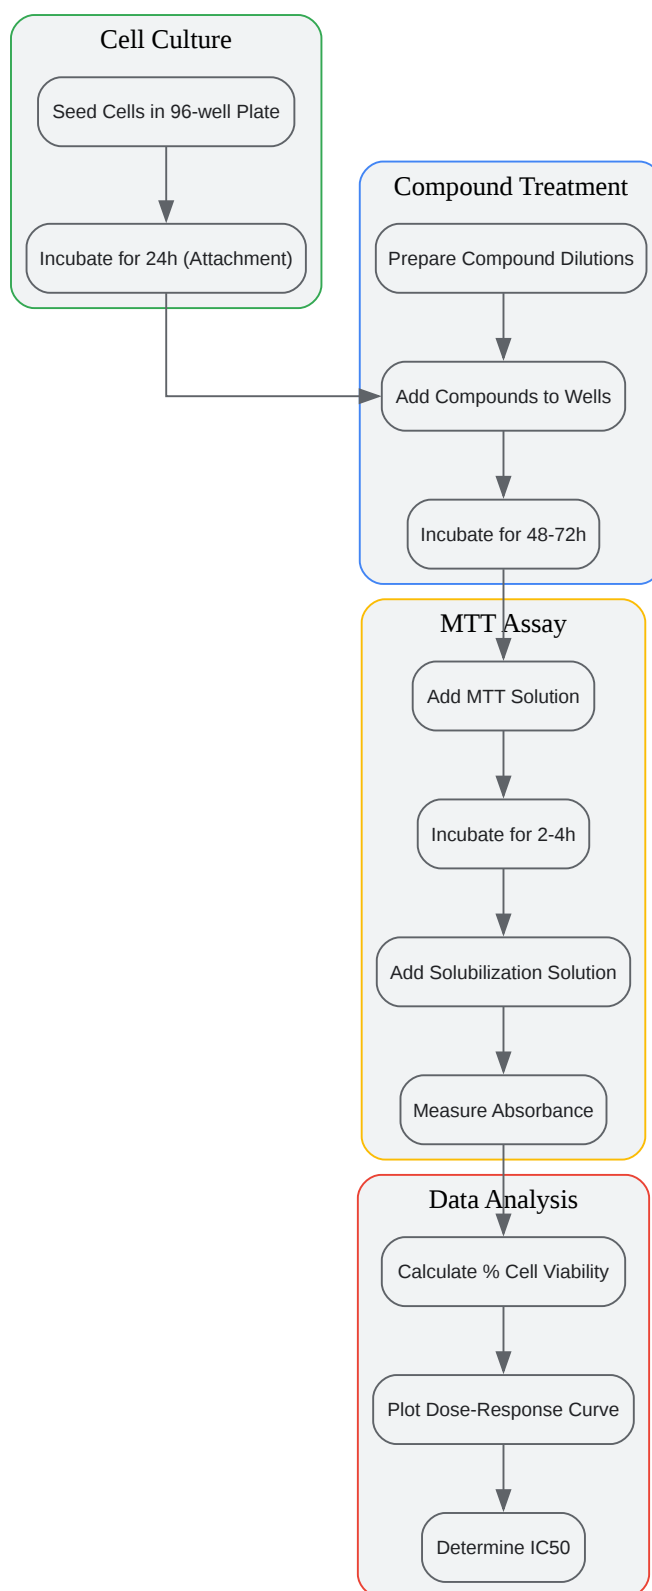 Cell Culture
Seed Cells in 96-well Plate
Incubate for 24h (Attachment)
Compound Treatment
Prepare Compound Dilutions
Add Compounds to Wells
Incubate for 48-72h
MTT Assay
Add MTT Solution
Incubate for 2-4h
Add Solubilization Solution
Measure Absorbance
Data Analysis
Calculate % Cell Viability
Plot Dose-Response Curve
Determine IC50